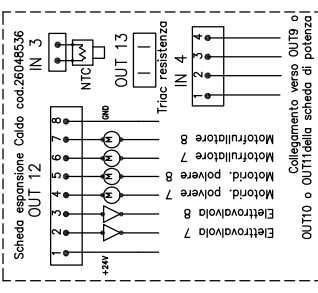 Scheda espansione Caldo cod.26048536
OUT 12
1
2
3
4
5
6
7
8
+24V
GND
M
M
M
M
Elettrovalvola 7
Elettrovalvola 8
Motorid. polvere 7
Motorid. polvere 8
Motofrullatore 7
Motofrullatore 8
IN 3
NTC
OUT 13
Triac resistenza
IN 4
1
2
3
4
Collegamento verso OUT9 o
OUT10 o OUT11della scheda di potenza